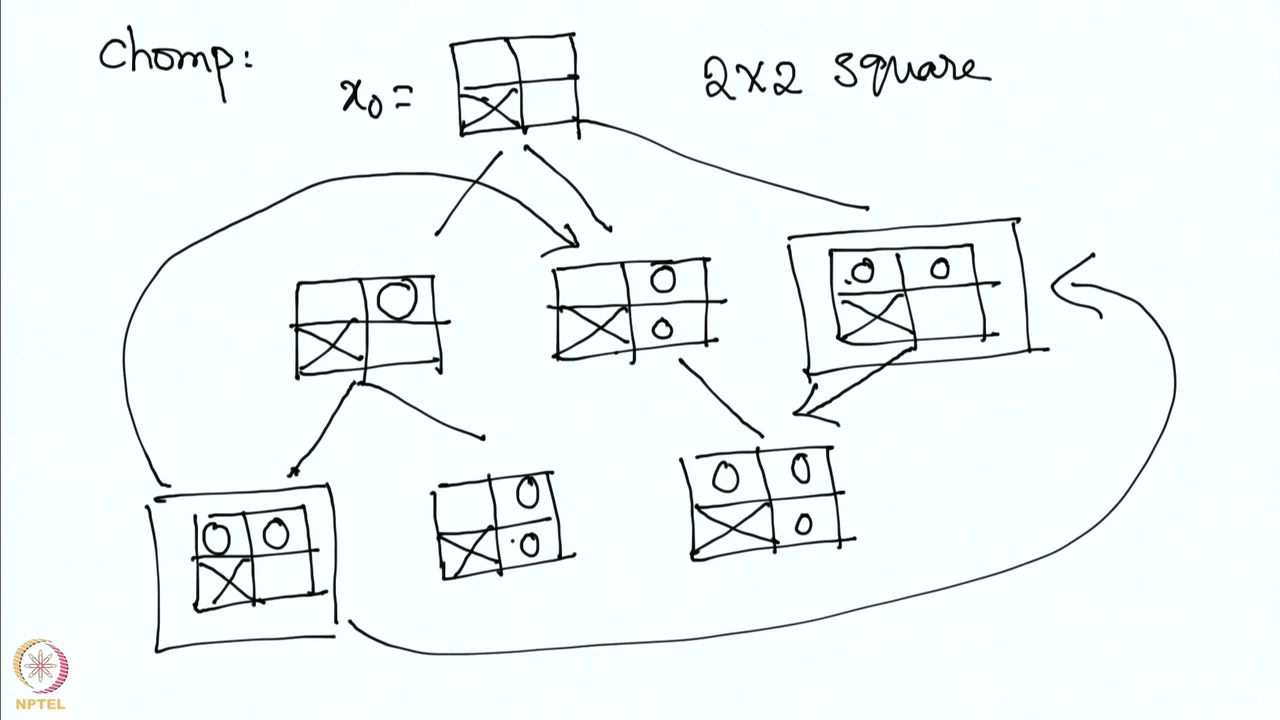 Chomp:
x₀ =
2x2 square
NPTEL